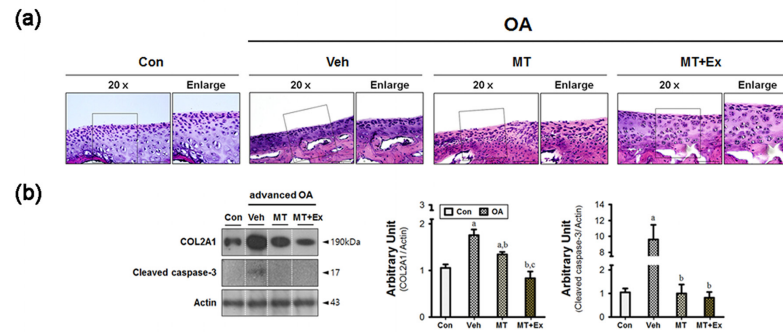 (a)
OA
Con Veh MT MT+Ex
20 x Enlarge 20 x Enlarge 20 x Enlarge 20 x Enlarge
(b)
advanced OA
Con Veh MT MT+Ex
COL2A1 ◄190kDa
Cleaved caspase-3 ◄17
Actin ◄43
Arbitrary Unit
(COL2A1/Actin)
3
2
1
0
Con OA
a
a,b
b,c
Con Veh MT MT+Ex
Arbitrary Unit
(Cleaved caspase-3/Actin)
14
12
10
8
6
2
1
0
a
b
b
Con Veh MT MT+Ex